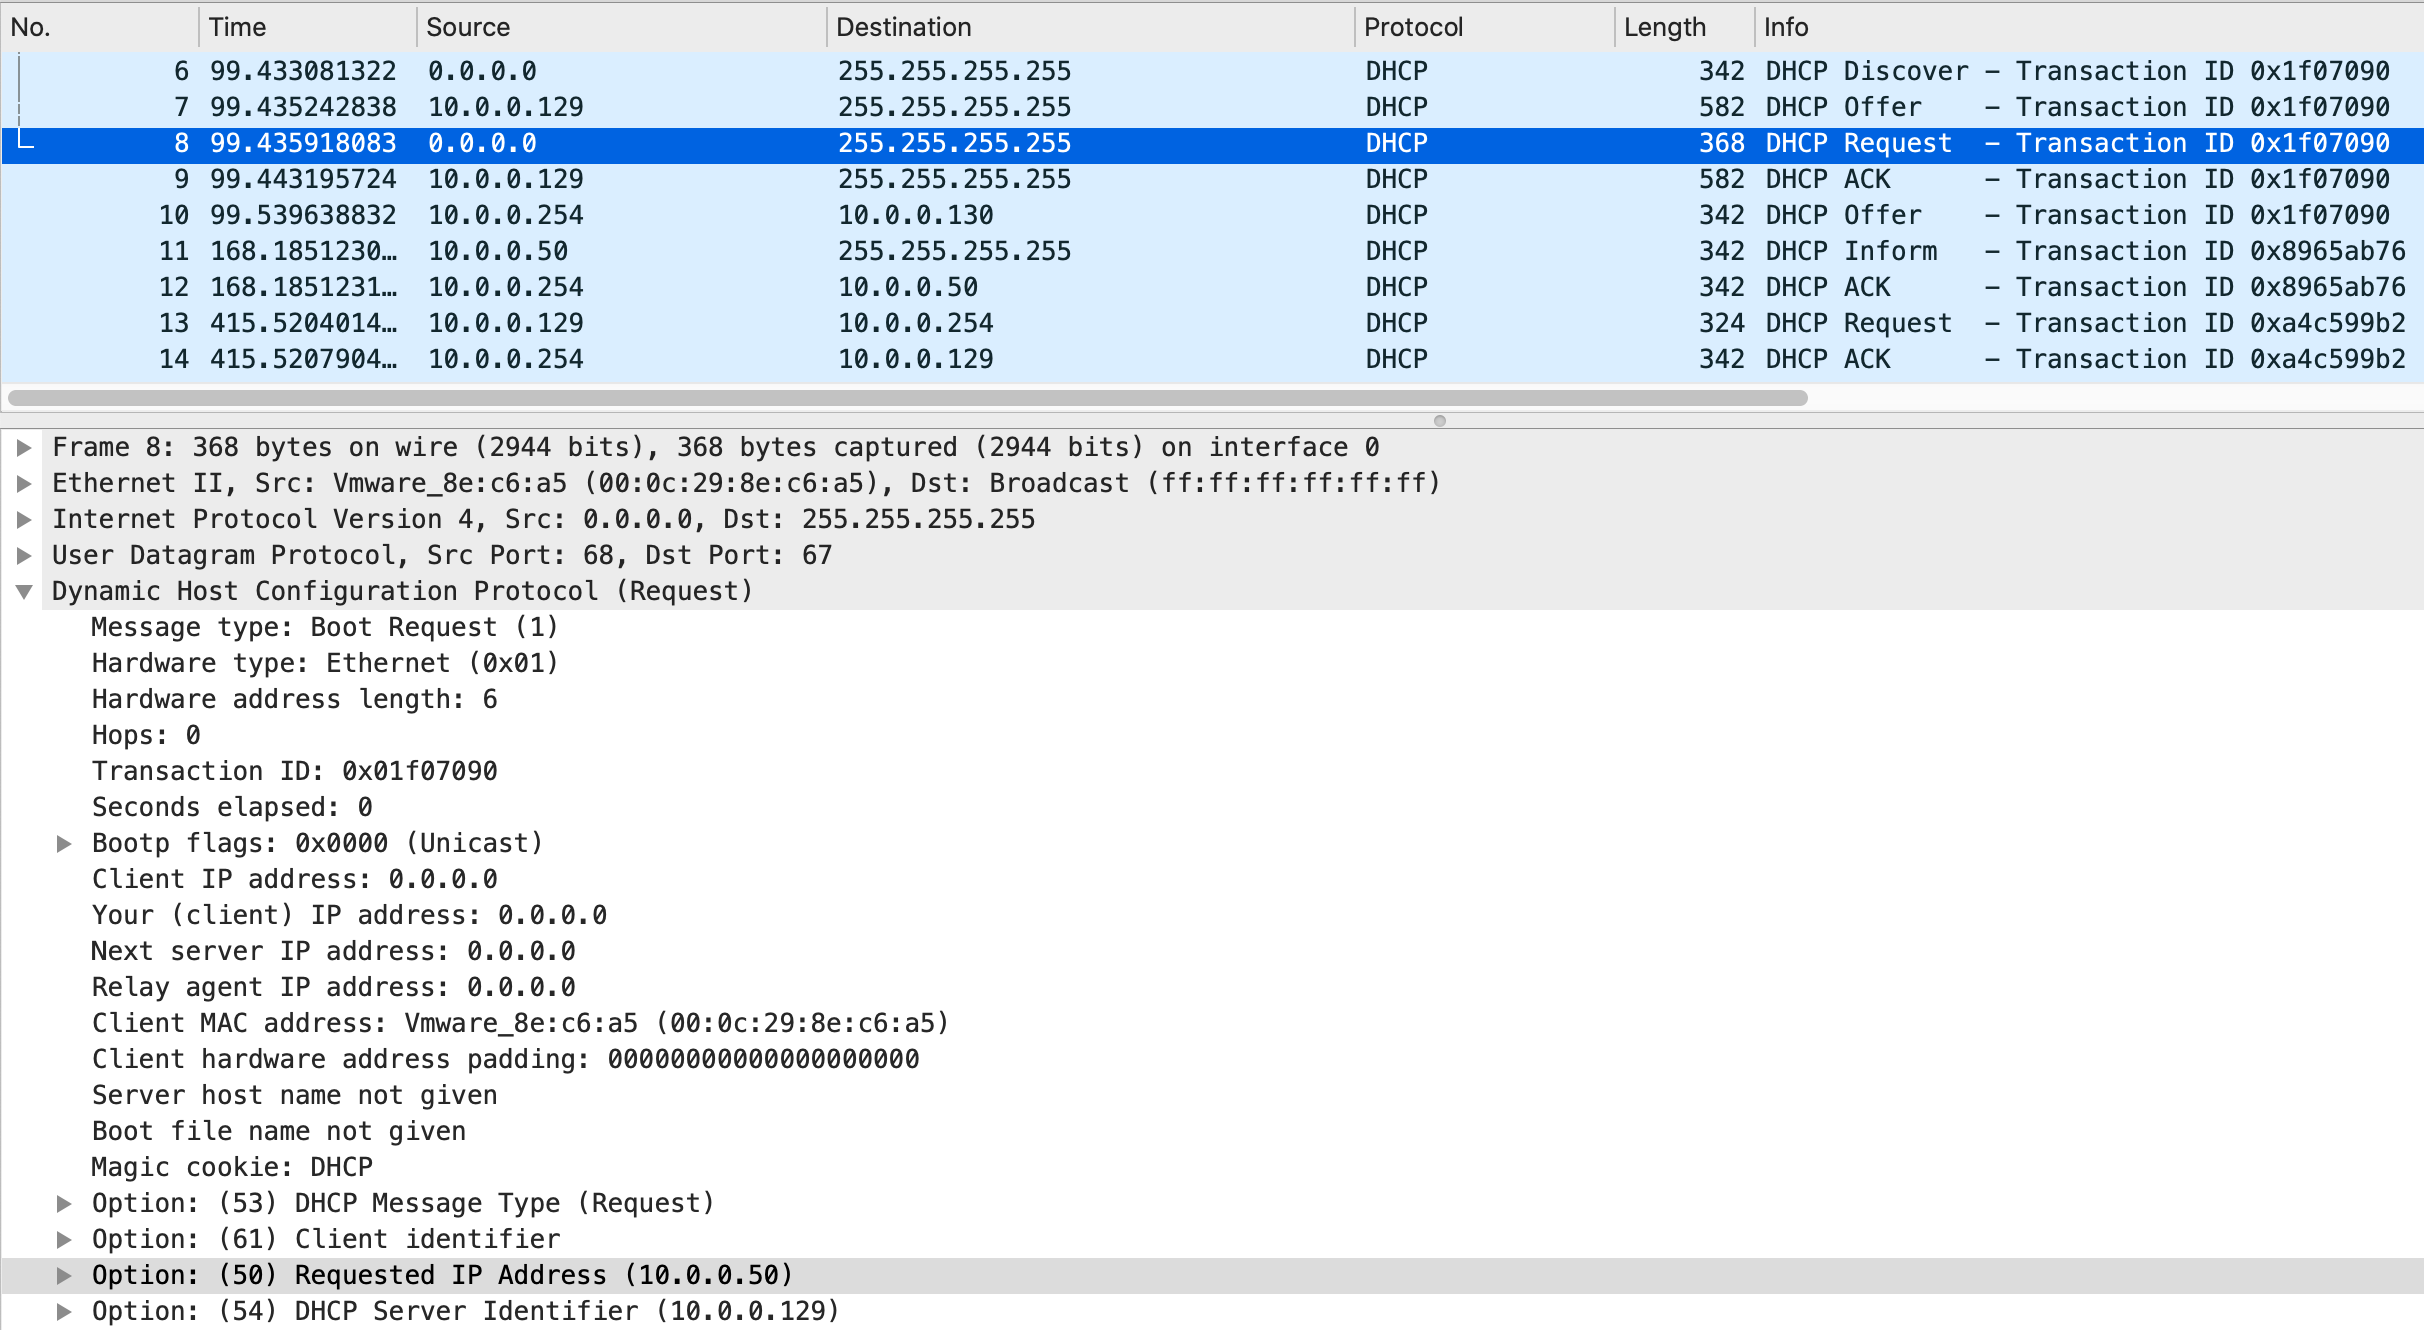 No. Time Source Destination Protocol Length Info
6 99.433081322 0.0.0.0 255.255.255.255 DHCP 342 DHCP Discover – Transaction ID 0x1f07090
7 99.435242838 10.0.0.129 255.255.255.255 DHCP 582 DHCP Offer – Transaction ID 0x1f07090
8 99.435918083 0.0.0.0 255.255.255.255 DHCP 368 DHCP Request – Transaction ID 0x1f07090
9 99.443195724 10.0.0.129 255.255.255.255 DHCP 582 DHCP ACK – Transaction ID 0x1f07090
10 99.539638832 10.0.0.254 10.0.0.130 DHCP 342 DHCP Offer – Transaction ID 0x1f07090
11 168.1851230… 10.0.0.50 255.255.255.255 DHCP 342 DHCP Inform – Transaction ID 0x8965ab76
12 168.1851231… 10.0.0.254 10.0.0.50 DHCP 342 DHCP ACK – Transaction ID 0x8965ab76
13 415.5204014… 10.0.0.129 10.0.0.254 DHCP 324 DHCP Request – Transaction ID 0xa4c599b2
14 415.5207904… 10.0.0.254 10.0.0.129 DHCP 342 DHCP ACK – Transaction ID 0xa4c599b2
Frame 8: 368 bytes on wire (2944 bits), 368 bytes captured (2944 bits) on interface 0
Ethernet II, Src: Vmware_8e:c6:a5 (00:0c:29:8e:c6:a5), Dst: Broadcast (ff:ff:ff:ff:ff:ff)
Internet Protocol Version 4, Src: 0.0.0.0, Dst: 255.255.255.255
User Datagram Protocol, Src Port: 68, Dst Port: 67
Dynamic Host Configuration Protocol (Request)
Message type: Boot Request (1)
Hardware type: Ethernet (0x01)
Hardware address length: 6
Hops: 0
Transaction ID: 0x01f07090
Seconds elapsed: 0
Bootp flags: 0x0000 (Unicast)
Client IP address: 0.0.0.0
Your (client) IP address: 0.0.0.0
Next server IP address: 0.0.0.0
Relay agent IP address: 0.0.0.0
Client MAC address: Vmware_8e:c6:a5 (00:0c:29:8e:c6:a5)
Client hardware address padding: 00000000000000000000
Server host name not given
Boot file name not given
Magic cookie: DHCP
Option: (53) DHCP Message Type (Request)
Option: (61) Client identifier
Option: (50) Requested IP Address (10.0.0.50)
Option: (54) DHCP Server Identifier (10.0.0.129)